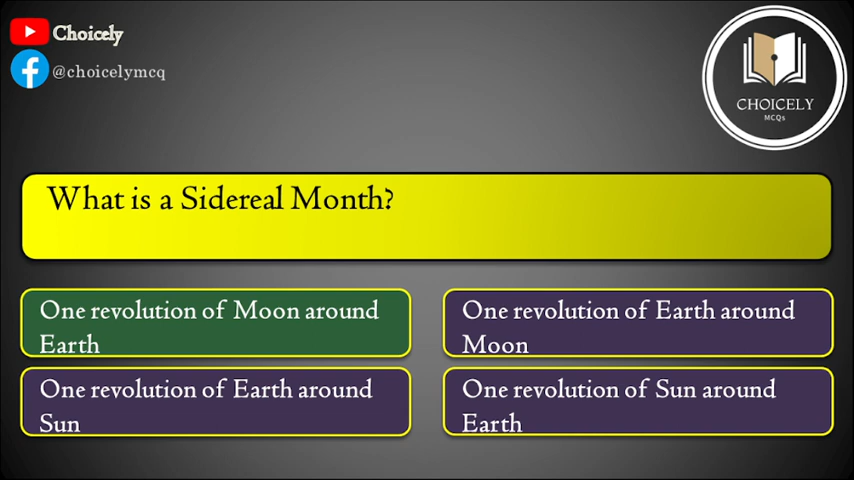 Choicely
@choicelymcq
CHOICELY
MCQs
What is a Sidereal Month?
One revolution of Moon around
Earth
One revolution of Earth around
Moon
One revolution of Earth around
Sun
One revolution of Sun around
Earth